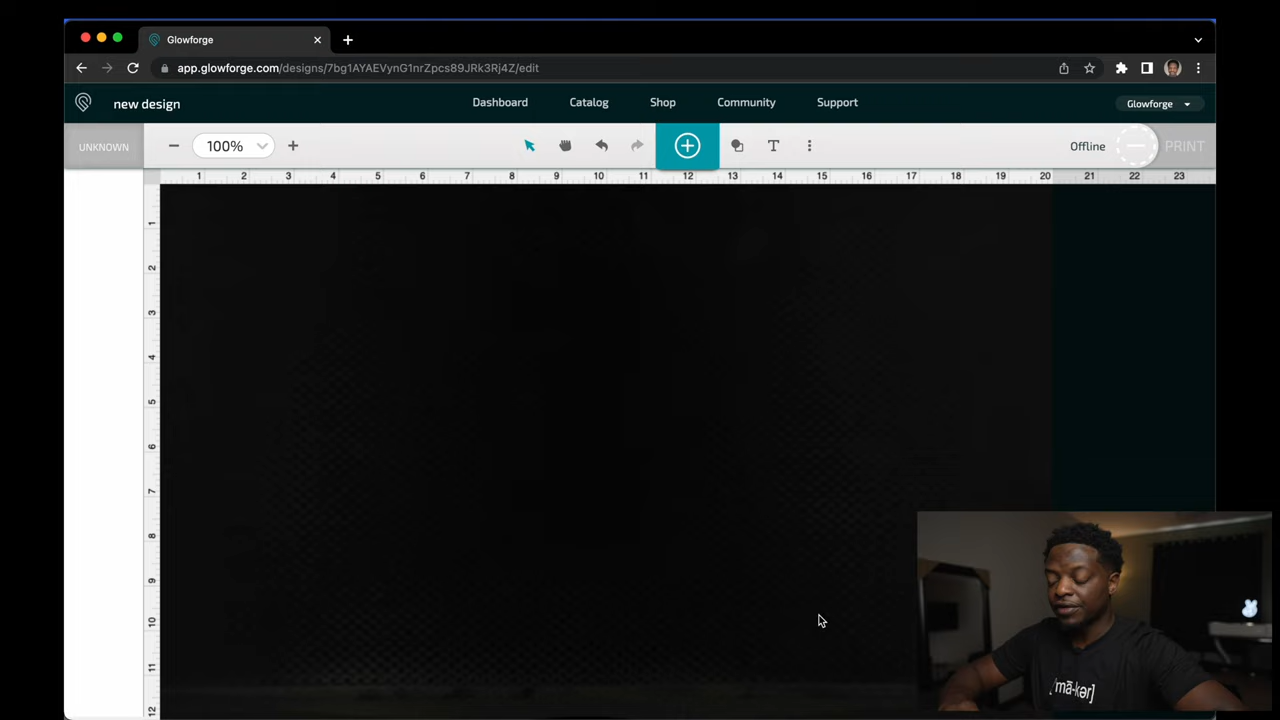 Glowforge
app.glowforge.com/designs/7bg1AYAEVynG1nrZpcs89JRk3Rj4Z/edit
new design
Dashboard
Catalog
Shop
Community
Support
Glowforge
UNKNOWN
100%
T
Offline
PRINT
1 2 3 4 5 6 7 8 9 10 11 12 13 14 15 16 17 18 19 20 21 22 23
1
2
3
4
5
6
7
8
9
10
11
12
[/mā-kər]